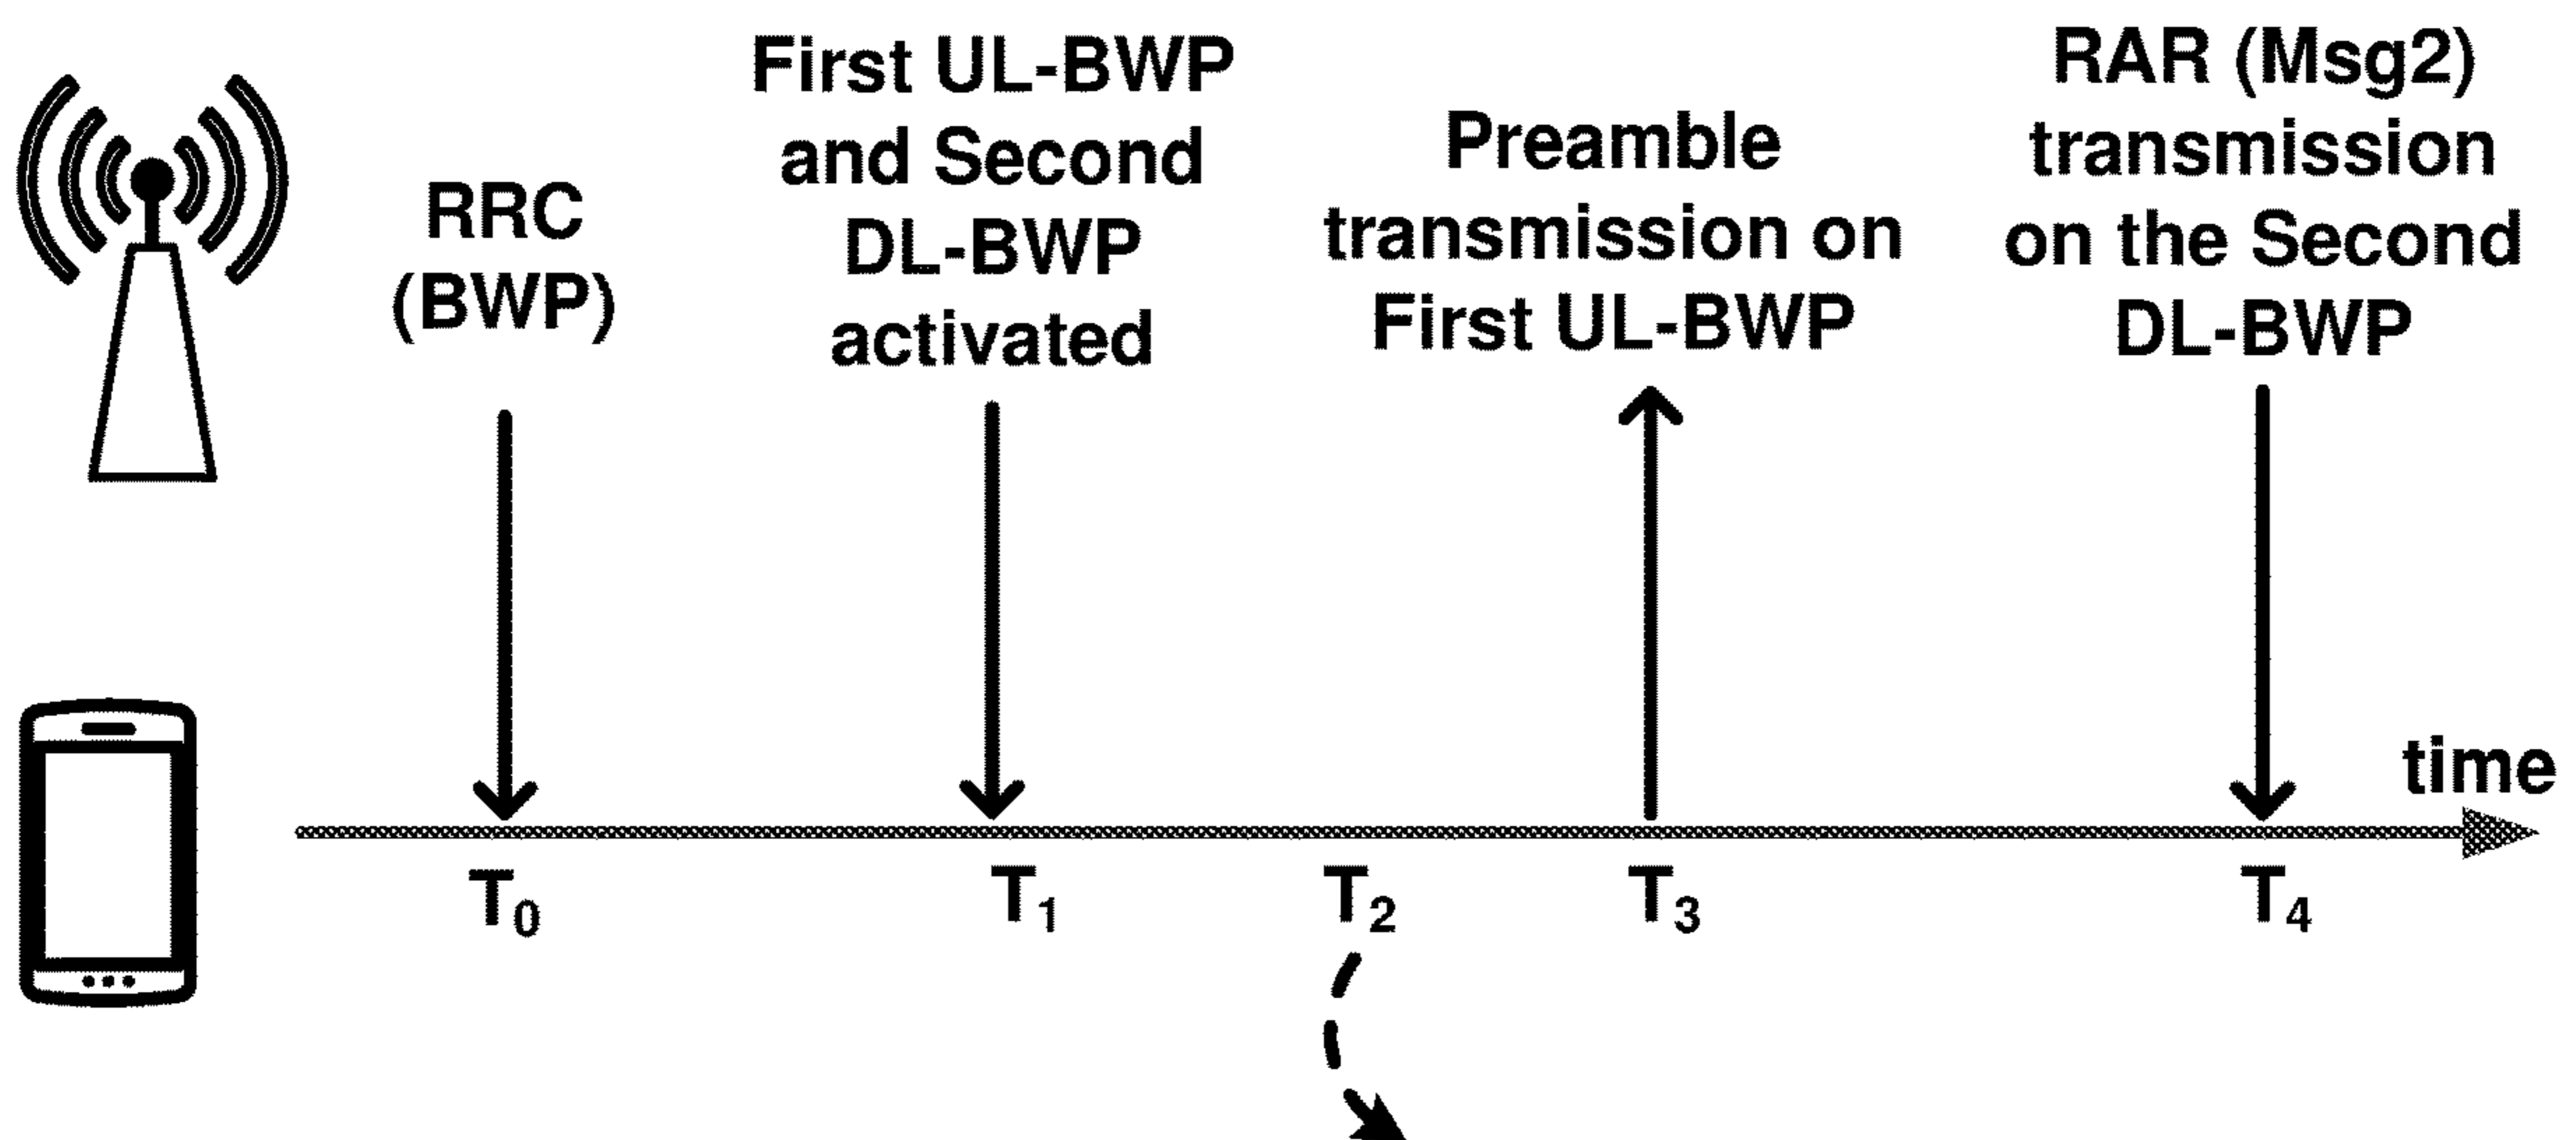 RRC
(BWP)
First UL-BWP
and Second
DL-BWP
activated
Preamble
transmission on
First UL-BWP
RAR (Msg2)
transmission
on the Second
DL-BWP
time
T0
T1
T2
T3
T4